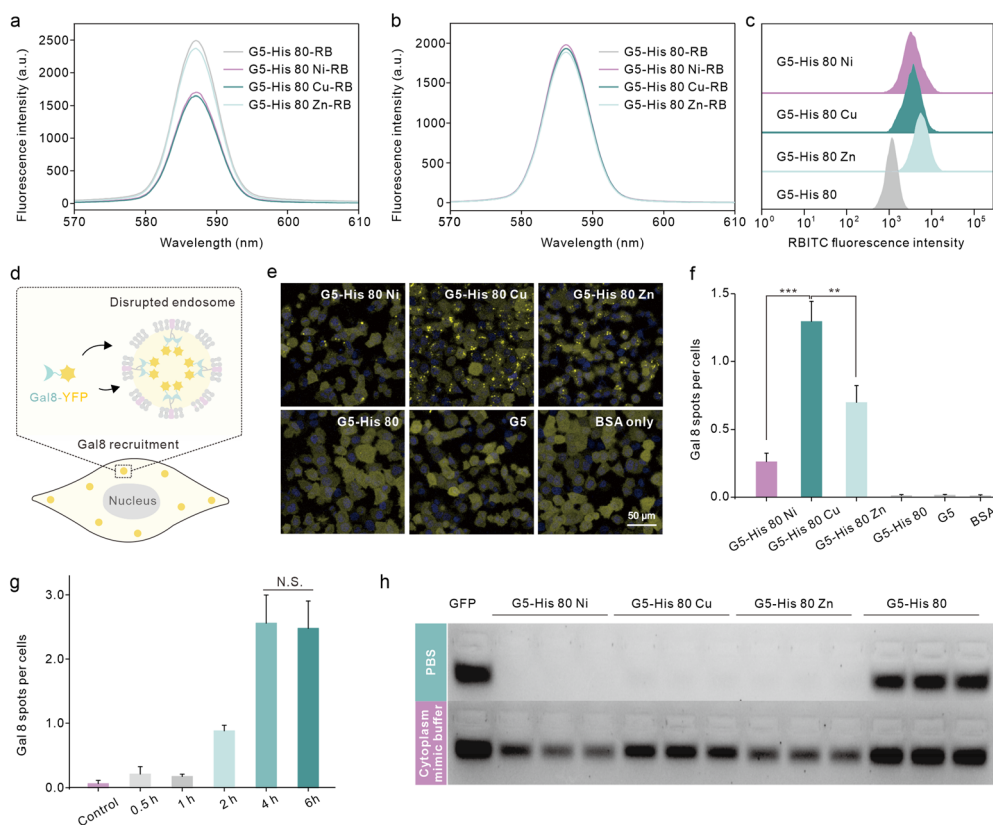 a
Fluorescence intensity (a.u.)
2500
2000
1500
1000
500
0
G5-His 80-RB
G5-His 80 Ni-RB
G5-His 80 Cu-RB
G5-His 80 Zn-RB
570
580
590
600
610
Wavelength (nm)
b
Fluorescence intensity (a.u.)
2000
1500
1000
500
0
G5-His 80-RB
G5-His 80 Ni-RB
G5-His 80 Cu-RB
G5-His 80 Zn-RB
570
580
590
600
610
Wavelength (nm)
c
G5-His 80 Ni
G5-His 80 Cu
G5-His 80 Zn
G5-His 80
10⁰
10¹
10²
10³
10⁴
10⁵
RBITC fluorescence intensity
d
Disrupted endosome
Gal8-YFP
Gal8 recruitment
Nucleus
e
G5-His 80 Ni
G5-His 80 Cu
G5-His 80 Zn
G5-His 80
G5
BSA only
50 μm
f
Gal 8 spots per cells
1.5
1.0
0.5
0.0
***
**
G5-His 80 Ni
G5-His 80 Cu
G5-His 80 Zn
G5-His 80
G5
BSA
g
Gal 8 spots per cells
3.0
2.0
1.0
0.0
N.S.
Control
0.5 h
1 h
2 h
4 h
6h
h
GFP
G5-His 80 Ni
G5-His 80 Cu
G5-His 80 Zn
G5-His 80
PBS
Cytoplasm
mimic buffer